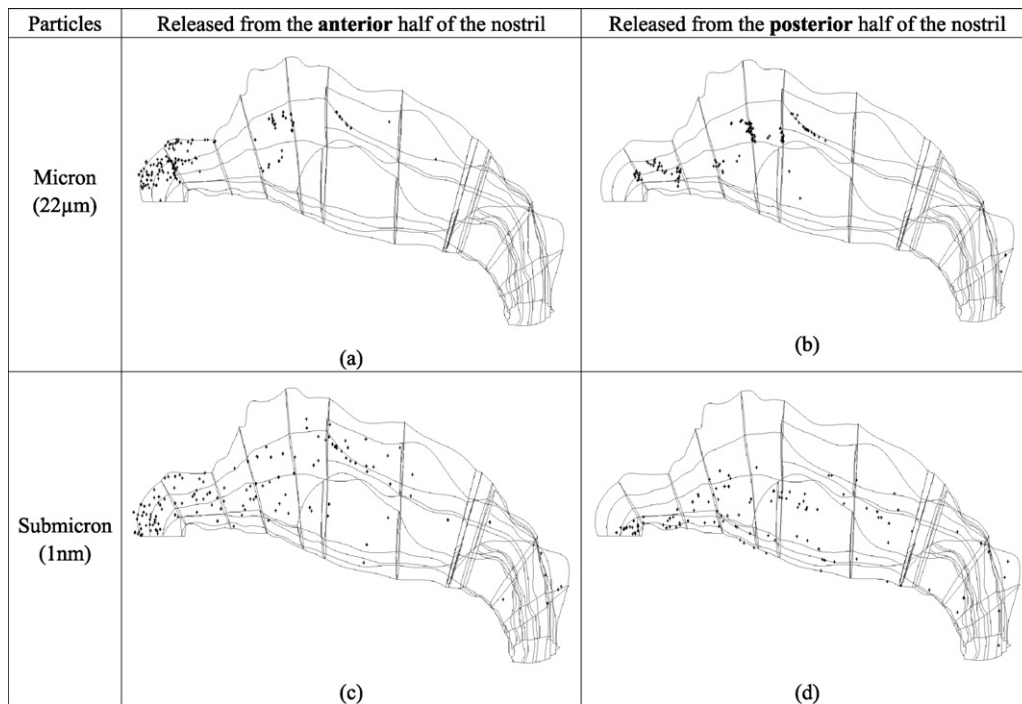 Particles
Released from the anterior half of the nostril
Released from the posterior half of the nostril
Micron
(22µm)
(a)
(b)
Submicron
(1nm)
(c)
(d)